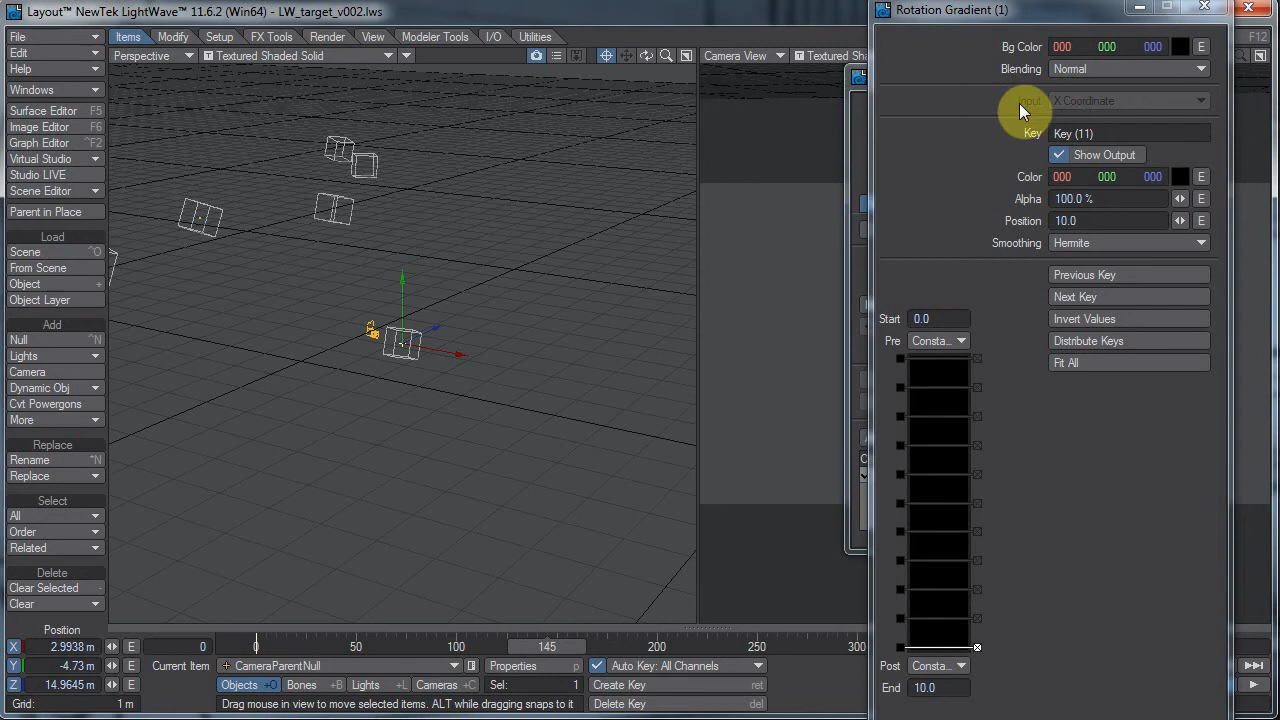 Layout™ NewTek LightWave 11.6.2 (Win64) - LW_target_v002.lws
Rotation Gradient (1)
File
Edit
Help
Windows
Surface Editor F5
Image Editor F6
Graph Editor ^F2
Virtual Studio
Studio LIVE
Scene Editor
Parent in Place
Load
Scene ^O
From Scene
Object +
Object Layer
Add
Null ^N
Lights
Camera
Dynamic Obj
Cvt Powergons
More
Replace
Rename ^N
Replace
Select
All
Order
Related
Delete
Clear Selected -
Clear
Items Modify Setup FX Tools Render View Modeler Tools I/O Utilities
F12
Perspective Textured Shaded Solid
Camera View Textured Sha
Bg Color 000 000 000 E
Blending Normal
Input X Coordinate
Key Key (11)
Show Output
Color 000 000 000 E
Alpha 100.0 % E
Position 10.0 E
Smoothing Hermite
Previous Key
Next Key
Start 0.0 Invert Values
Pre Consta... Distribute Keys
Fit All
Post Consta...
End 10.0
Position
X 2.9938 m E
Y -4.73 m E
Z 14.9645 m E
Grid: 1 m
0
0 50 100 145 200 250 300
Current Item CameraParentNull Properties p Auto Key: All Channels
Objects +O Bones +B Lights +L Cameras +C Sel: 1 Create Key ret
Drag mouse in view to move selected items. ALT while dragging snaps to it Delete Key del